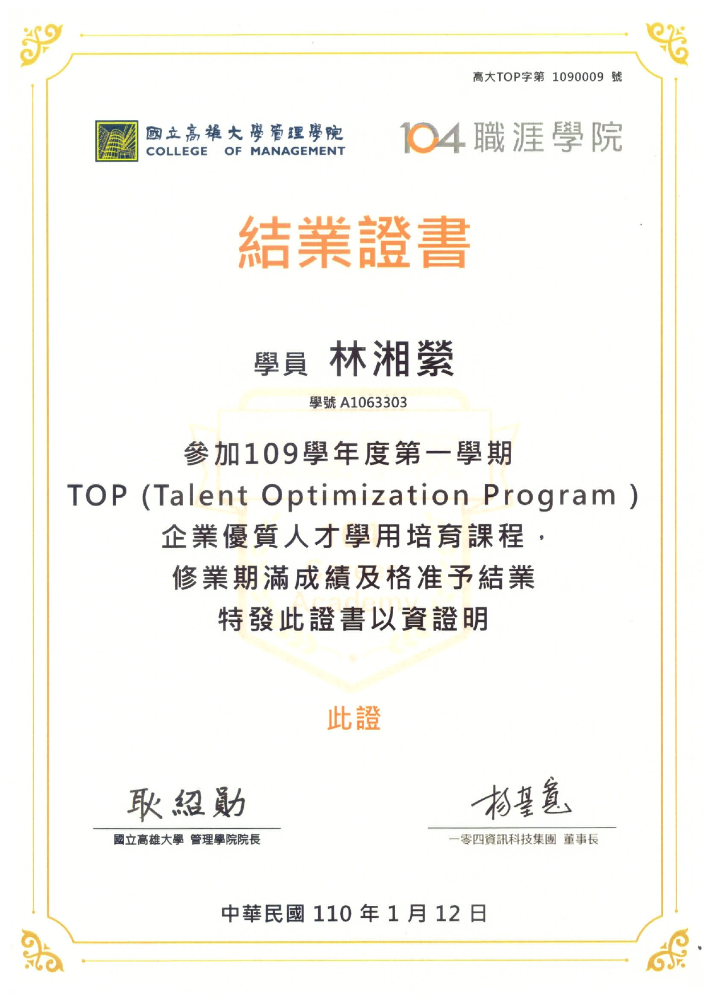 高大TOP字第 1090009 號
國立高雄大學管理學院
COLLEGE OF MANAGEMENT
104 職涯學院
結業證書
學員 林湘縈
學號 A1063303
參加109學年度第一學期
TOP (Talent Optimization Program )
企業優質人才學用培育課程，
修業期滿成績及格准予結業
特發此證書以資證明
Academy
此證
耿紹勛
楊基寬
國立高雄大學 管理學院院長
一零四資訊科技集團 董事長
中華民國 110 年 1 月 12 日